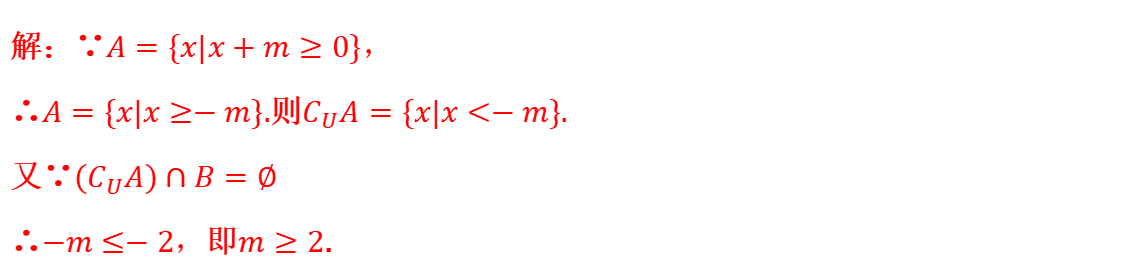 解：∵A = {x|x + m ≥ 0}，
∴A = {x|x ≥− m}.则C_U A = {x|x <− m}.
又∵(C_U A) ∩ B = ∅
∴−m ≤− 2，即m ≥ 2.